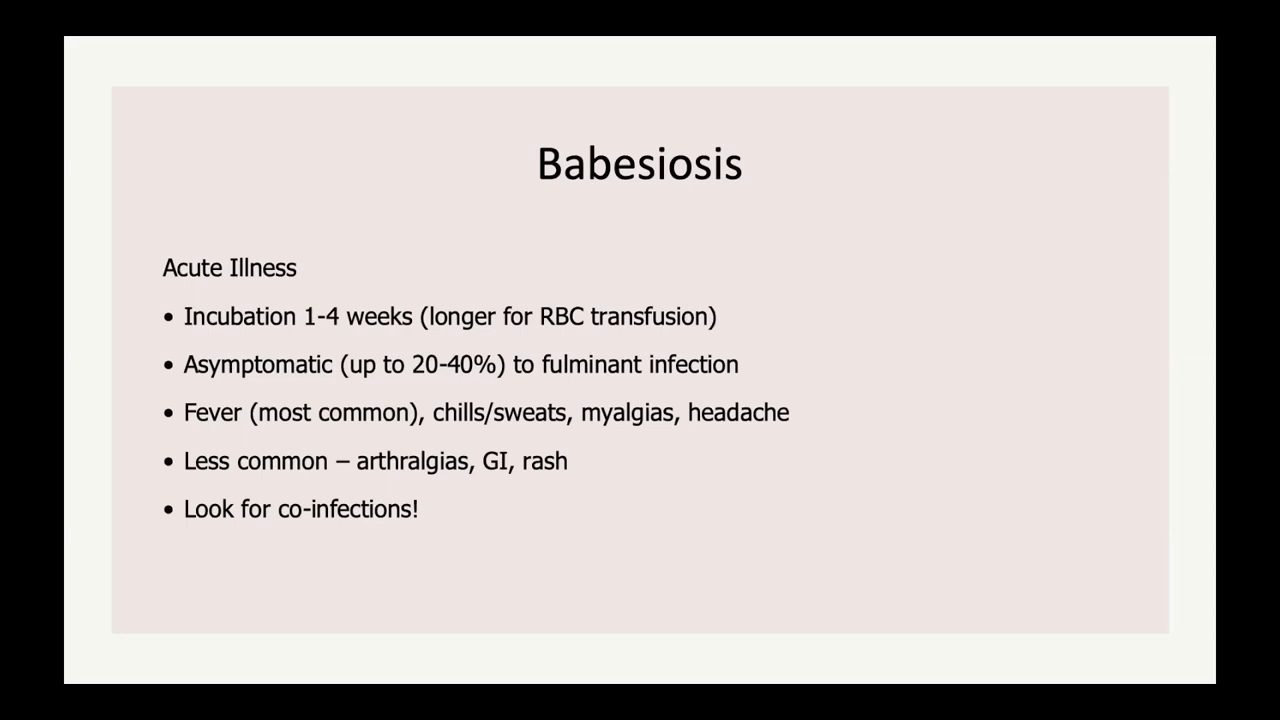 Babesiosis
Acute Illness
• Incubation 1-4 weeks (longer for RBC transfusion)
• Asymptomatic (up to 20-40%) to fulminant infection
• Fever (most common), chills/sweats, myalgias, headache
• Less common – arthralgias, GI, rash
• Look for co-infections!